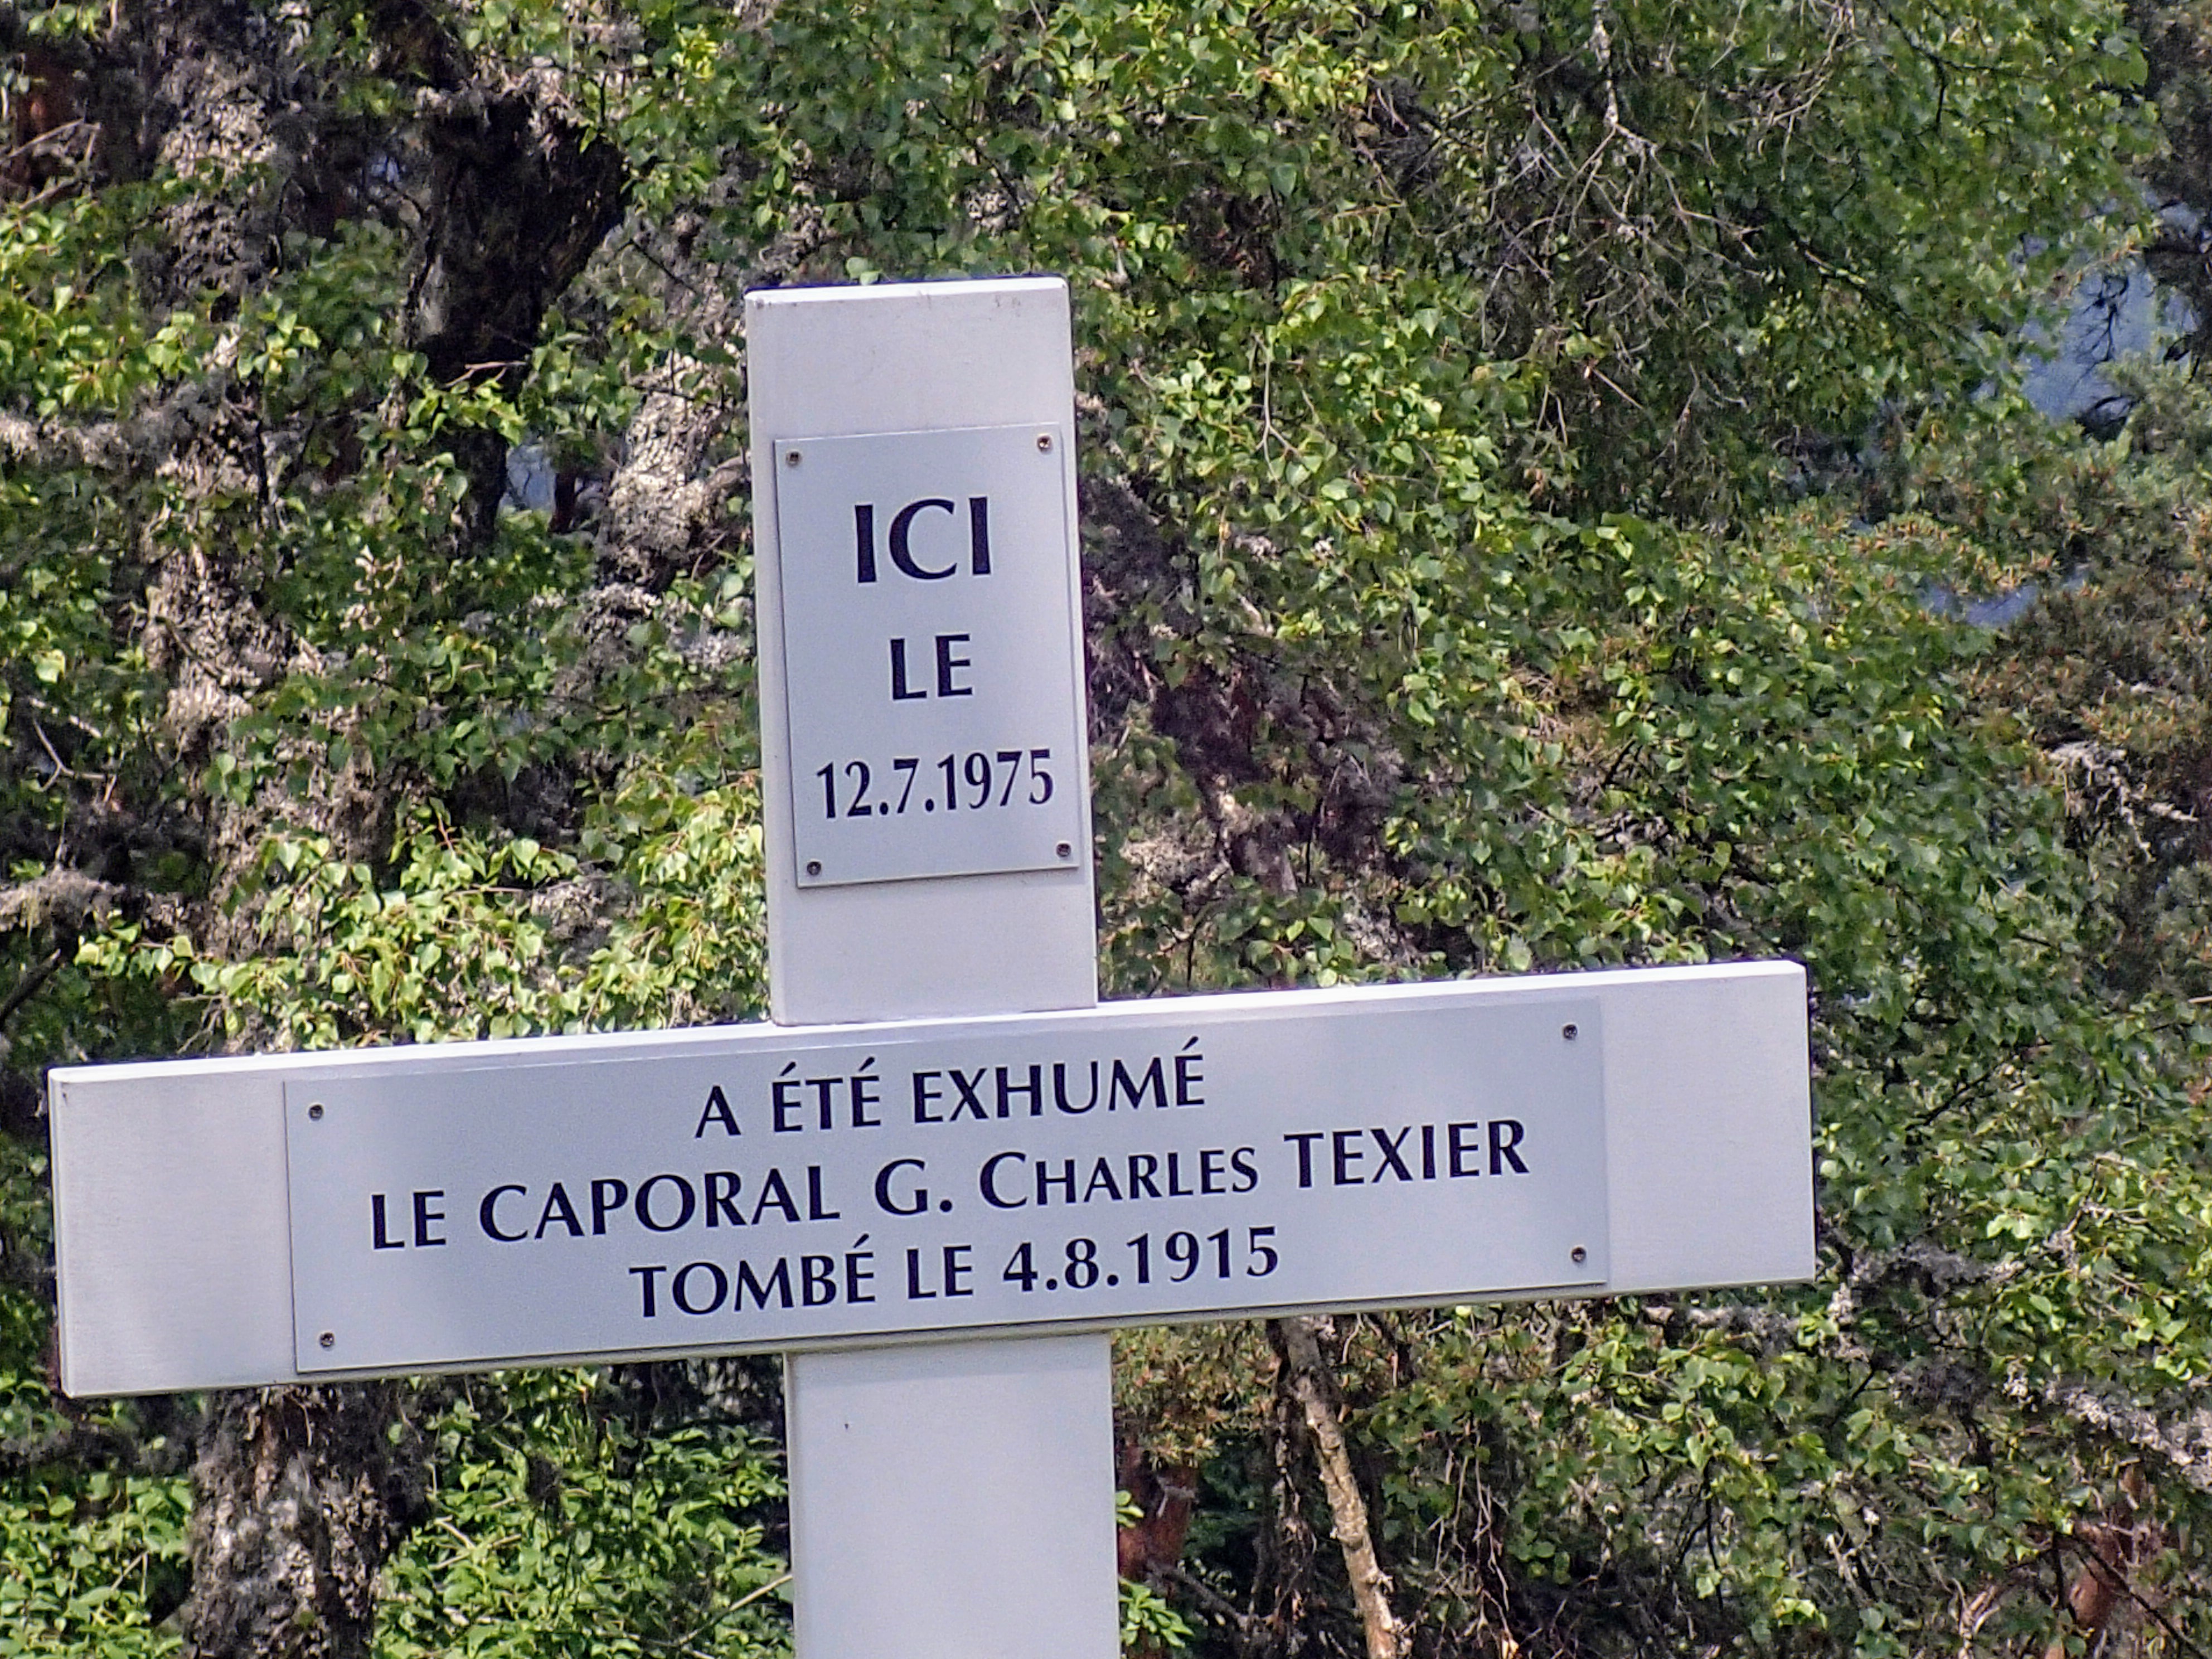 ICI
LE
12.7.1975
A ÉTÉ EXHUMÉ
LE CAPORAL G. CHARLES TEXIER
TOMBÉ LE 4.8.1915